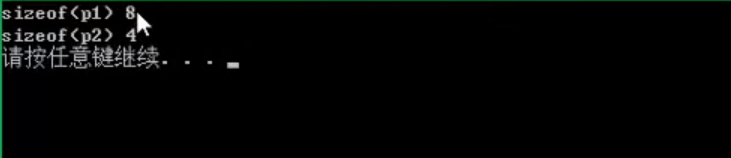 sizeof(p1) 8
sizeof(p2) 4
请按任意键继续. . .